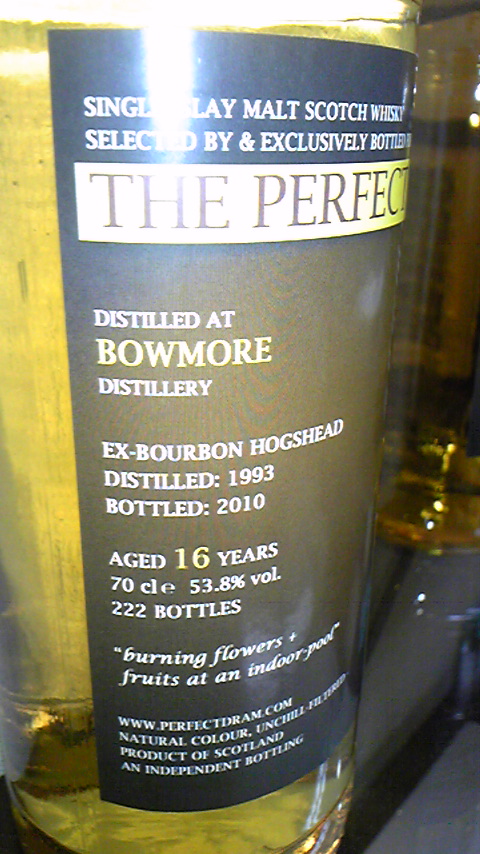 SINGLE ISLAY MALT SCOTCH WHISKY
SELECTED BY & EXCLUSIVELY BOTTLED
THE PERFECT
DISTILLED AT
BOWMORE
DISTILLERY
EX-BOURBON HOGSHEAD
DISTILLED: 1993
BOTTLED: 2010
AGED 16 YEARS
70 cl e 53.8% vol.
222 BOTTLES
"burning flowers +
fruits at an indoor-pool"
WWW.PERFECTDRAM.COM
NATURAL COLOUR, UNCHILL-FILTERED
PRODUCT OF SCOTLAND
AN INDEPENDENT BOTTLING